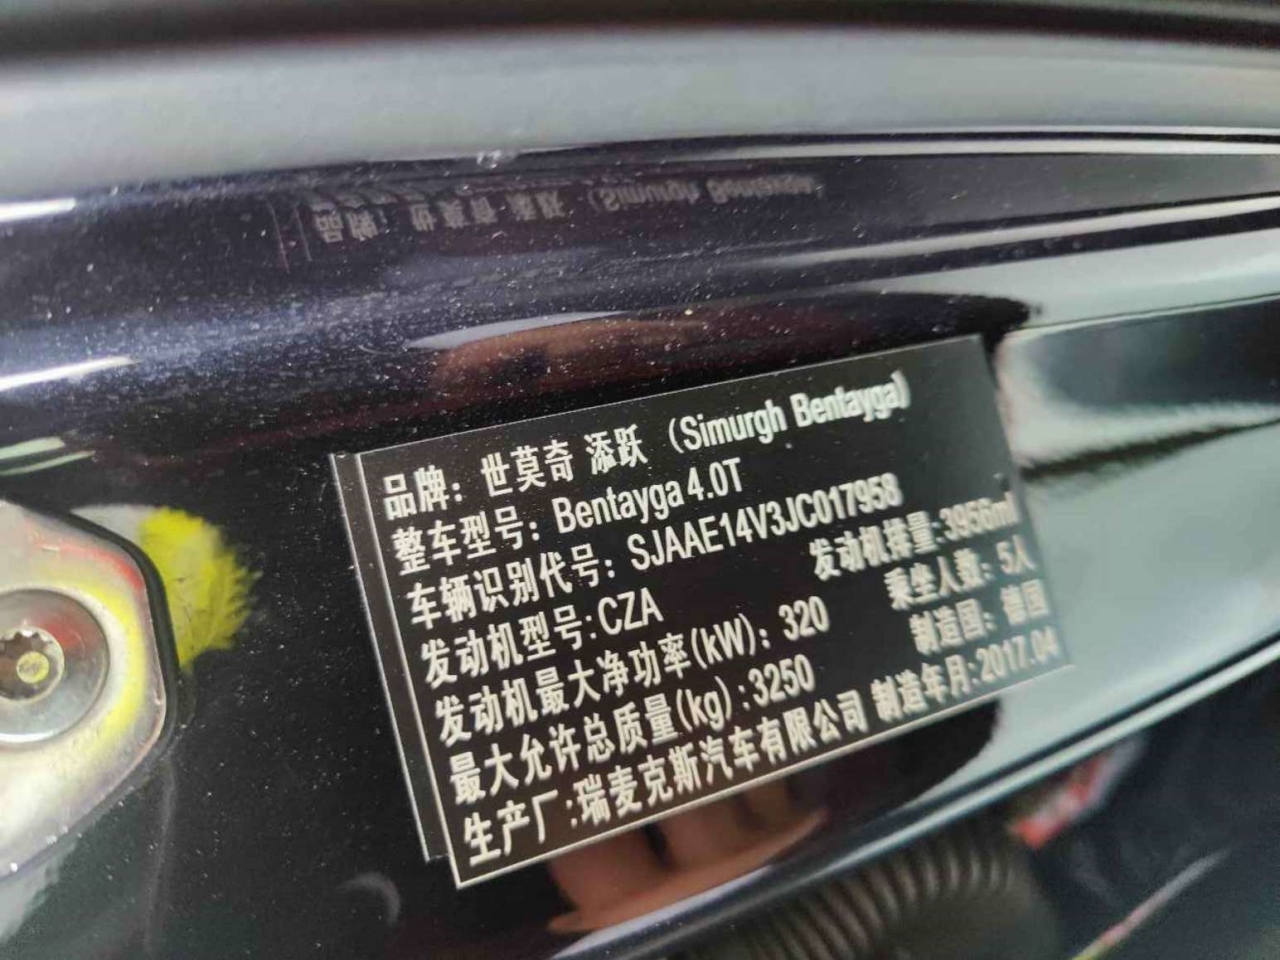 品牌：世莫奇 添跃（Simurgh Bentayga)
整车型号：Bentayga 4.0T
车辆识别代号：SJAAE14V3JC017958
发动机型号:CZA 发动机排量:3956ml
发动机最大净功率(kW)：320 乘坐人数：5人
最大允许总质量(kg):3250 制造国：德国
生产厂:瑞麦克斯汽车有限公司 制造年月:2017.04